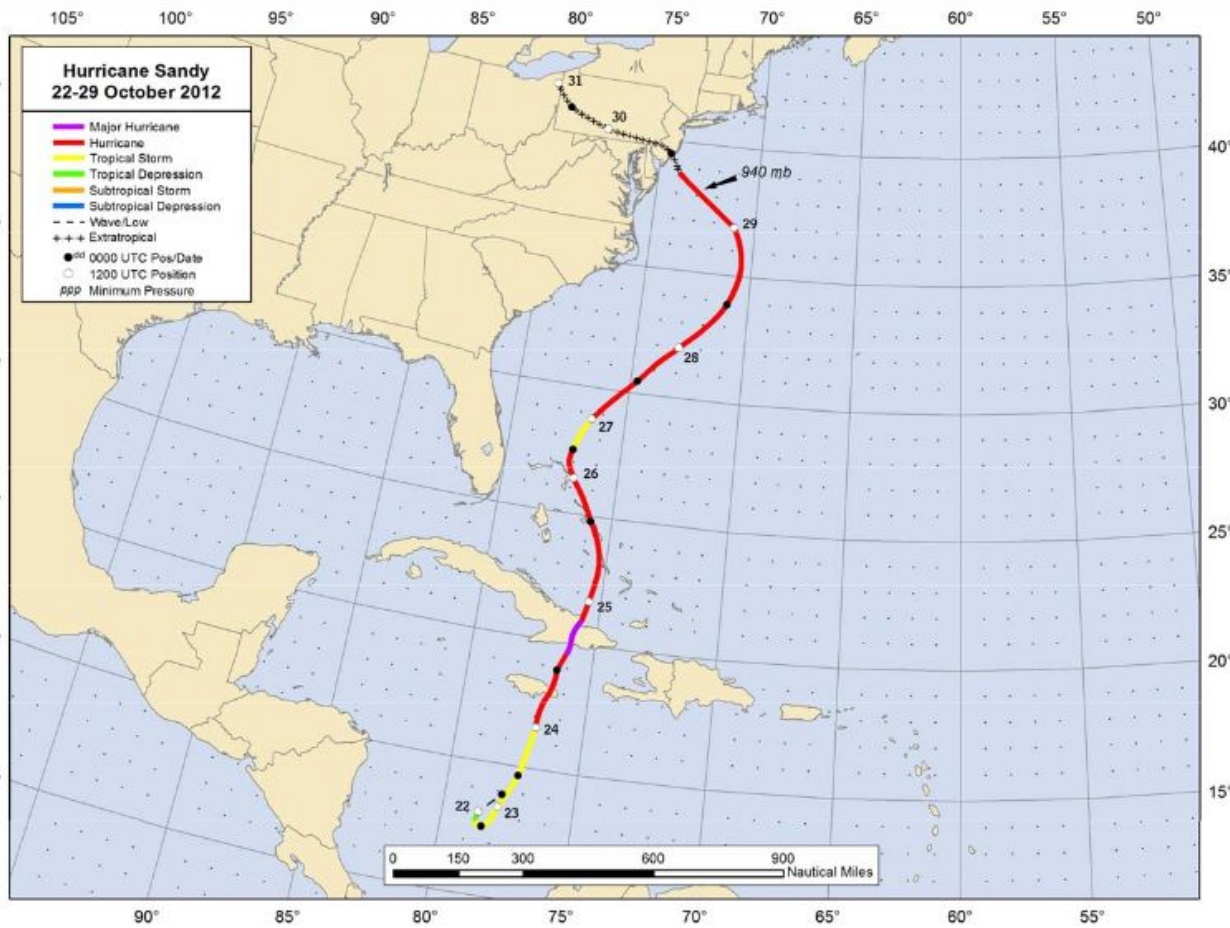 105° 100° 95° 90° 85° 80° 75° 70° 65° 60° 55° 50°
Hurricane Sandy
22-29 October 2012
Major Hurricane
Hurricane
Tropical Storm
Tropical Depression
Subtropical Storm
Subtropical Depression
Wave/Low
Extratropical
dd 0000 UTC Pos/Date
1200 UTC Position
ppp Minimum Pressure
31
30
40°
940 mb
29
35°
28
30°
27
26
25°
25
20°
24
15°
22
23
0 150 300 600 900
Nautical Miles
90° 85° 80° 75° 70° 65° 60° 55°